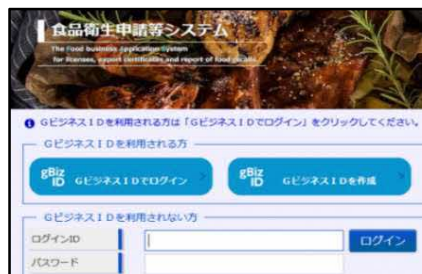 食品衛生申請等システム
The Food business Application System
for licenses, export certificates and report of food recalls
GビジネスIDを利用される方は「GビジネスIDでログイン」をクリックしてください。
GビジネスIDを利用される方
gBiz ID GビジネスIDでログイン
gBiz ID GビジネスIDを作成
GビジネスIDを利用されない方
ログインID
ログイン
パスワード